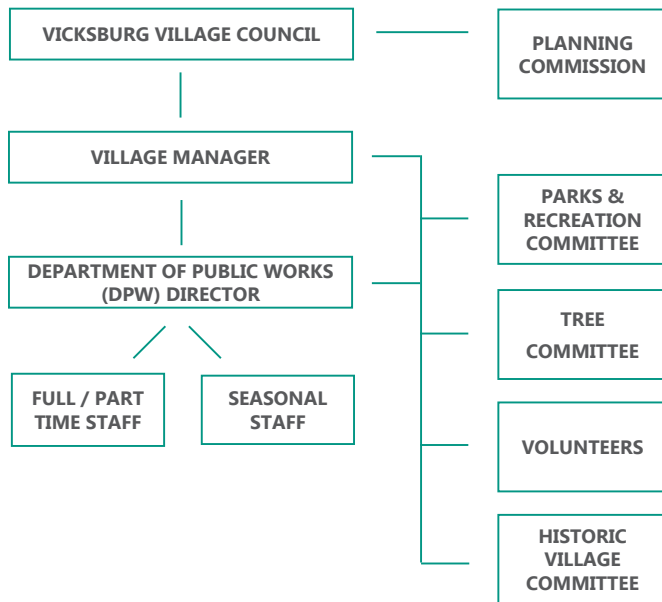 VICKSBURG VILLAGE COUNCIL
PLANNING
COMMISSION
VILLAGE MANAGER
PARKS &
RECREATION
COMMITTEE
DEPARTMENT OF PUBLIC WORKS
(DPW) DIRECTOR
TREE
COMMITTEE
FULL / PART
TIME STAFF
SEASONAL
STAFF
VOLUNTEERS
HISTORIC
VILLAGE
COMMITTEE